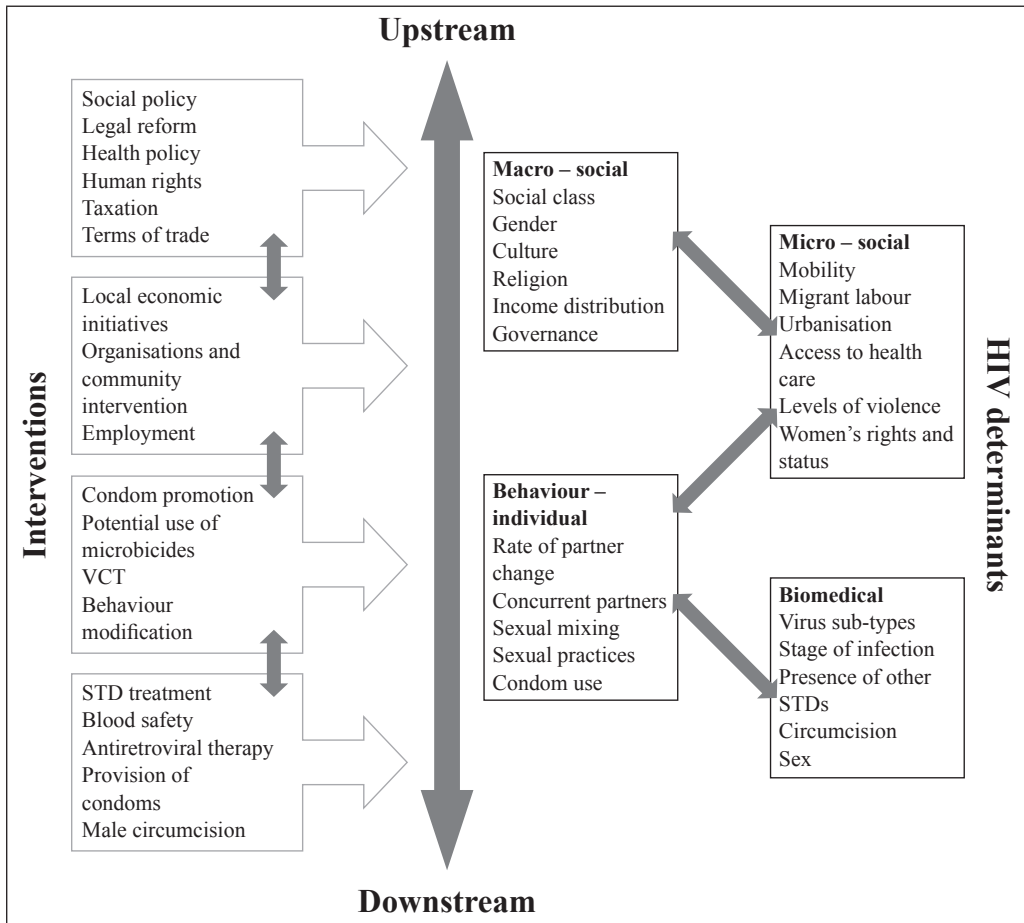 Upstream
Interventions
Social policy
Legal reform
Health policy
Human rights
Taxation
Terms of trade
Local economic
initiatives
Organisations and
community
intervention
Employment
Condom promotion
Potential use of
microbicides
VCT
Behaviour
modification
STD treatment
Blood safety
Antiretroviral therapy
Provision of
condoms
Male circumcision
Macro – social
Social class
Gender
Culture
Religion
Income distribution
Governance
Micro – social
Mobility
Migrant labour
Urbanisation
Access to health
care
Levels of violence
Women’s rights and
status
Behaviour –
individual
Rate of partner
change
Concurrent partners
Sexual mixing
Sexual practices
Condom use
Biomedical
Virus sub-types
Stage of infection
Presence of other
STDs
Circumcision
Sex
HIV determinants
Downstream